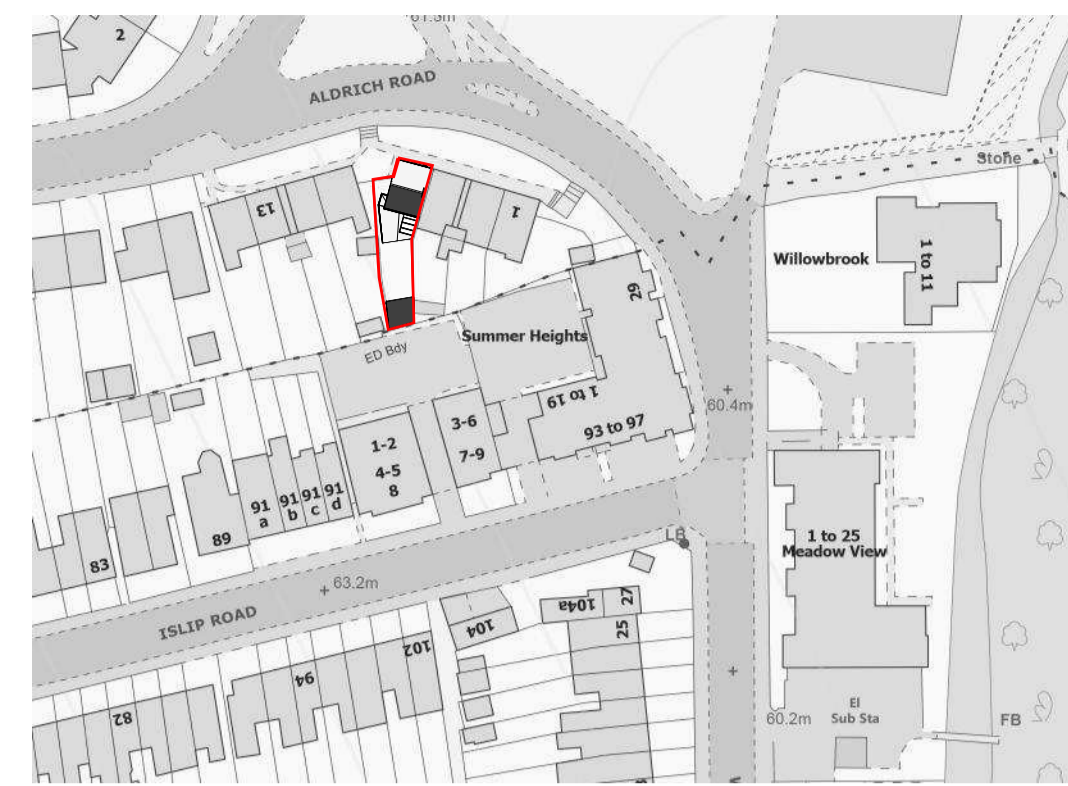 61.5m
2
ALDRICH ROAD
Stone
13
1
Willowbrook
1 to 11
29
Summer Heights
ED Bdy
1 to 19
60.4m
93 to 97
3-6
7-9
1-2
4-5
8
91 a
91 b
91 c
91 d
89
83
LB
1 to 25
Meadow View
63.2m
ISLIP ROAD
104a
27
25
104
102
94
82
El
Sub Sta
60.2m
FB